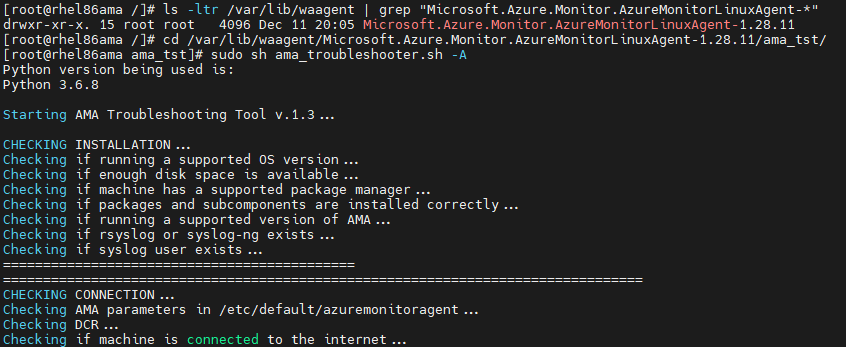 [root@rhel86ama /]# ls -ltr /var/lib/waagent | grep "Microsoft.Azure.Monitor.AzureMonitorLinuxAgent-*"
drwxr-xr-x. 15 root root   4096 Dec 11 20:05 Microsoft.Azure.Monitor.AzureMonitorLinuxAgent-1.28.11
[root@rhel86ama /]# cd /var/lib/waagent/Microsoft.Azure.Monitor.AzureMonitorLinuxAgent-1.28.11/ama_tst/
[root@rhel86ama ama_tst]# sudo sh ama_troubleshooter.sh -A
Python version being used is:
Python 3.6.8
Starting AMA Troubleshooting Tool v.1.3...
CHECKING INSTALLATION...
Checking if running a supported OS version...
Checking if enough disk space is available...
Checking if machine has a supported package manager...
Checking if packages and subcomponents are installed correctly...
Checking if running a supported version of AMA...
Checking if rsyslog or syslog-ng exists...
Checking if syslog user exists...
============================================
================================================================================
CHECKING CONNECTION...
Checking AMA parameters in /etc/default/azuremonitoragent...
Checking DCR...
Checking if machine is connected to the internet...